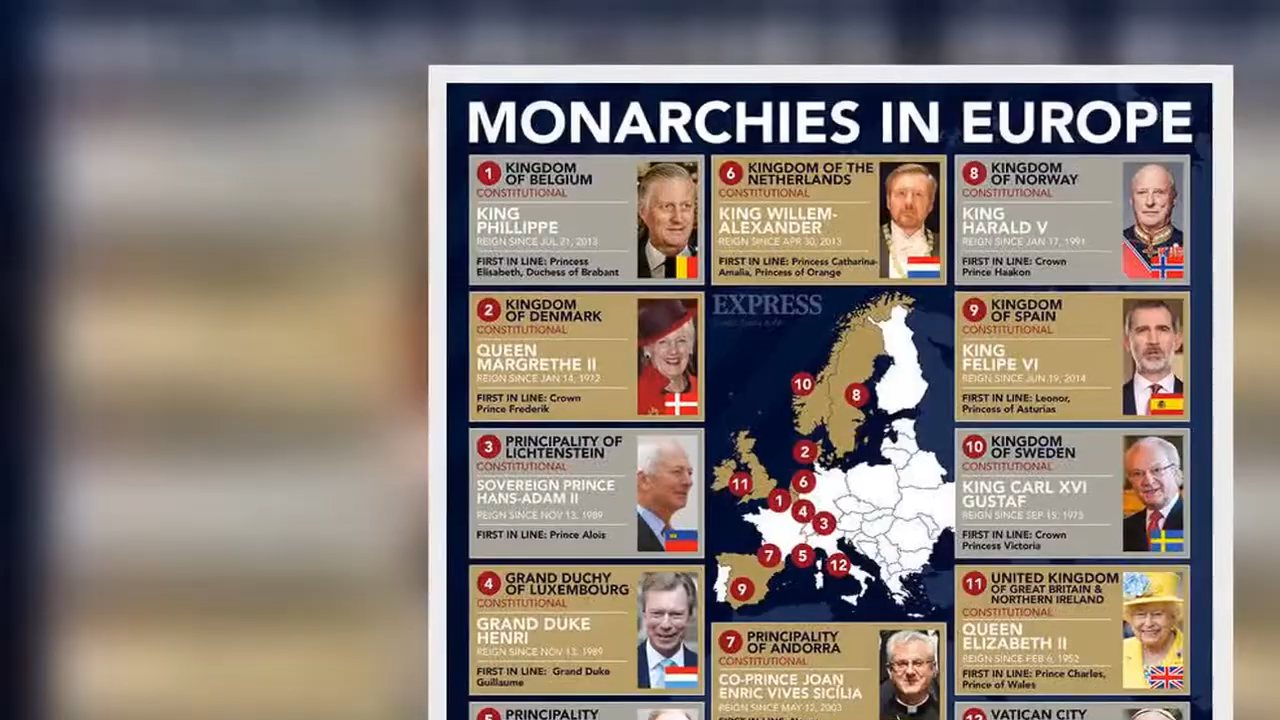 MONARCHIES IN EUROPE
1 KINGDOM
OF BELGIUM
CONSTITUTIONAL
KING
PHILLIPPE
REIGN SINCE JUL 21, 2013
FIRST IN LINE: Princess
Elisabeth, Duchess of Brabant
2 KINGDOM
OF DENMARK
CONSTITUTIONAL
QUEEN
MARGRETHE II
REIGN SINCE JAN 14, 1972
FIRST IN LINE: Crown
Prince Frederik
3 PRINCIPALITY OF
LICHTENSTEIN
CONSTITUTIONAL
SOVEREIGN PRINCE
HANS-ADAM II
REIGN SINCE NOV 13, 1989
FIRST IN LINE: Prince Alois
4 GRAND DUCHY
OF LUXEMBOURG
CONSTITUTIONAL
GRAND DUKE
HENRI
REIGN SINCE NOV 13, 1989
FIRST IN LINE: Grand Duke
Guillaume
5 PRINCIPALITY
6 KINGDOM OF THE
NETHERLANDS
CONSTITUTIONAL
KING WILLEM-
ALEXANDER
REIGN SINCE APR 30, 2013
FIRST IN LINE: Princess Catharina-
Amalia, Princess of Orange
EXPRESS
10
8
2
11
6
1
4
3
7
5
12
9
7 PRINCIPALITY
OF ANDORRA
CONSTITUTIONAL
CO-PRINCE JOAN
ENRIC VIVES SICÍLIA
REIGN SINCE MAY 12, 2003
8 KINGDOM
OF NORWAY
CONSTITUTIONAL
KING
HARALD V
REIGN SINCE JAN 17, 1991
FIRST IN LINE: Crown
Prince Haakon
9 KINGDOM
OF SPAIN
CONSTITUTIONAL
KING
FELIPE VI
REIGN SINCE JUN 19, 2014
FIRST IN LINE: Leonor,
Princess of Asturias
10 KINGDOM
OF SWEDEN
CONSTITUTIONAL
KING CARL XVI
GUSTAF
REIGN SINCE SEP 15, 1973
FIRST IN LINE: Crown
Princess Victoria
11 UNITED KINGDOM
OF GREAT BRITAIN &
NORTHERN IRELAND
CONSTITUTIONAL
QUEEN
ELIZABETH II
REIGN SINCE FEB 6, 1952
FIRST IN LINE: Prince Charles,
Prince of Wales
12 VATICAN CITY